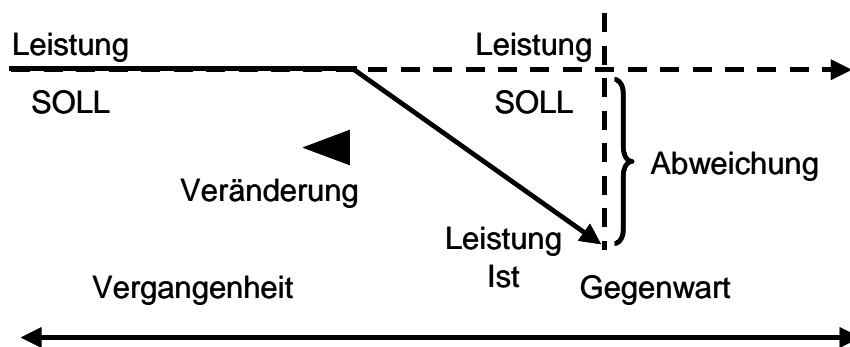 Leistung
Leistung
SOLL
SOLL
Abweichung
Veränderung
Leistung
Ist
Vergangenheit
Gegenwart